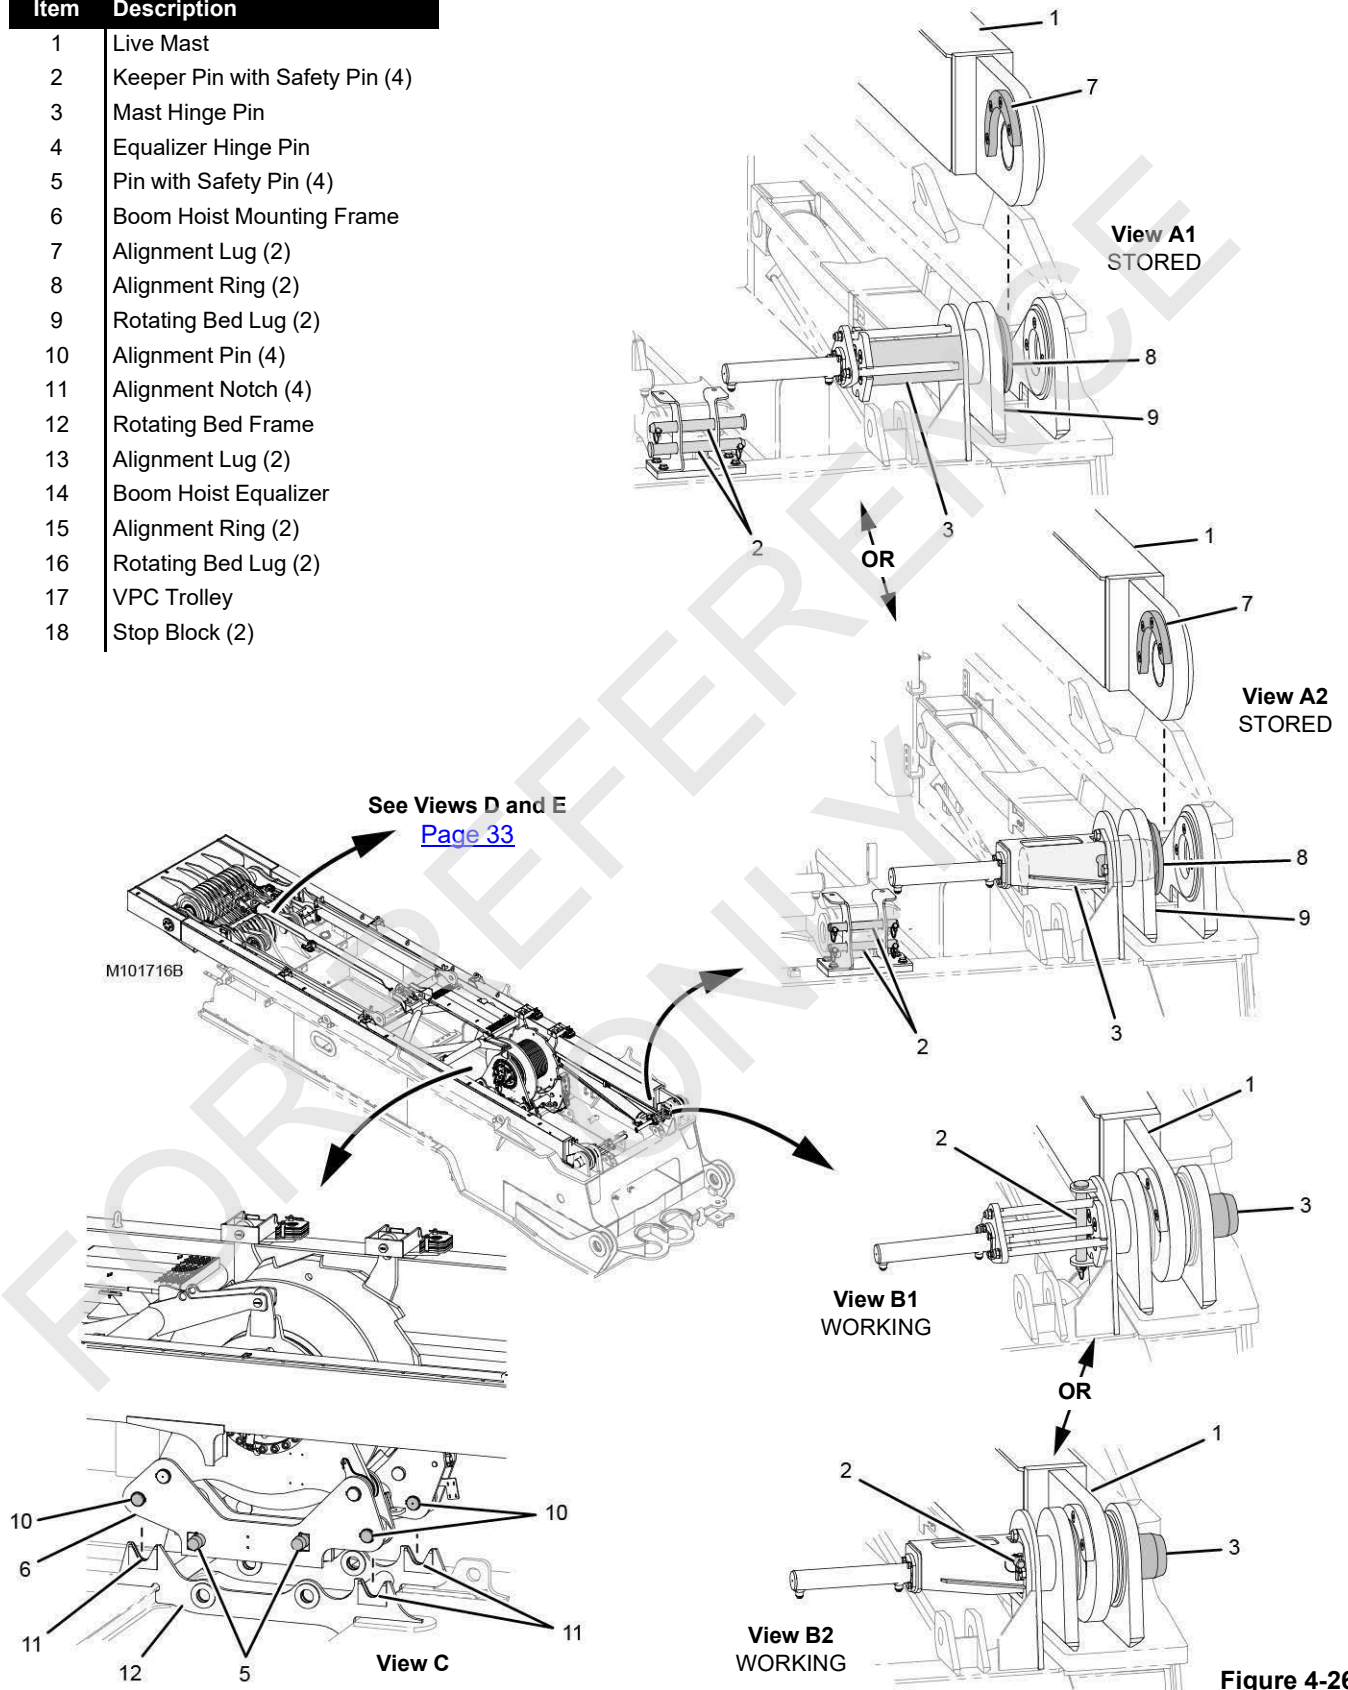 Item Description
1 Live Mast
2 Keeper Pin with Safety Pin (4)
3 Mast Hinge Pin
4 Equalizer Hinge Pin
5 Pin with Safety Pin (4)
6 Boom Hoist Mounting Frame
7 Alignment Lug (2)
8 Alignment Ring (2)
9 Rotating Bed Lug (2)
10 Alignment Pin (4)
11 Alignment Notch (4)
12 Rotating Bed Frame
13 Alignment Lug (2)
14 Boom Hoist Equalizer
15 Alignment Ring (2)
16 Rotating Bed Lug (2)
17 VPC Trolley
18 Stop Block (2)
1
7
View A1
STORED
8
9
3
2
OR
1
7
View A2
STORED
8
9
3
2
See Views D and E
Page 33
M101716B
1
2
3
View B1
WORKING
OR
1
2
3
View B2
WORKING
10
10
6
11
11
12
5
View C
Figure 4-26
FOR REFERENCE
ONLY